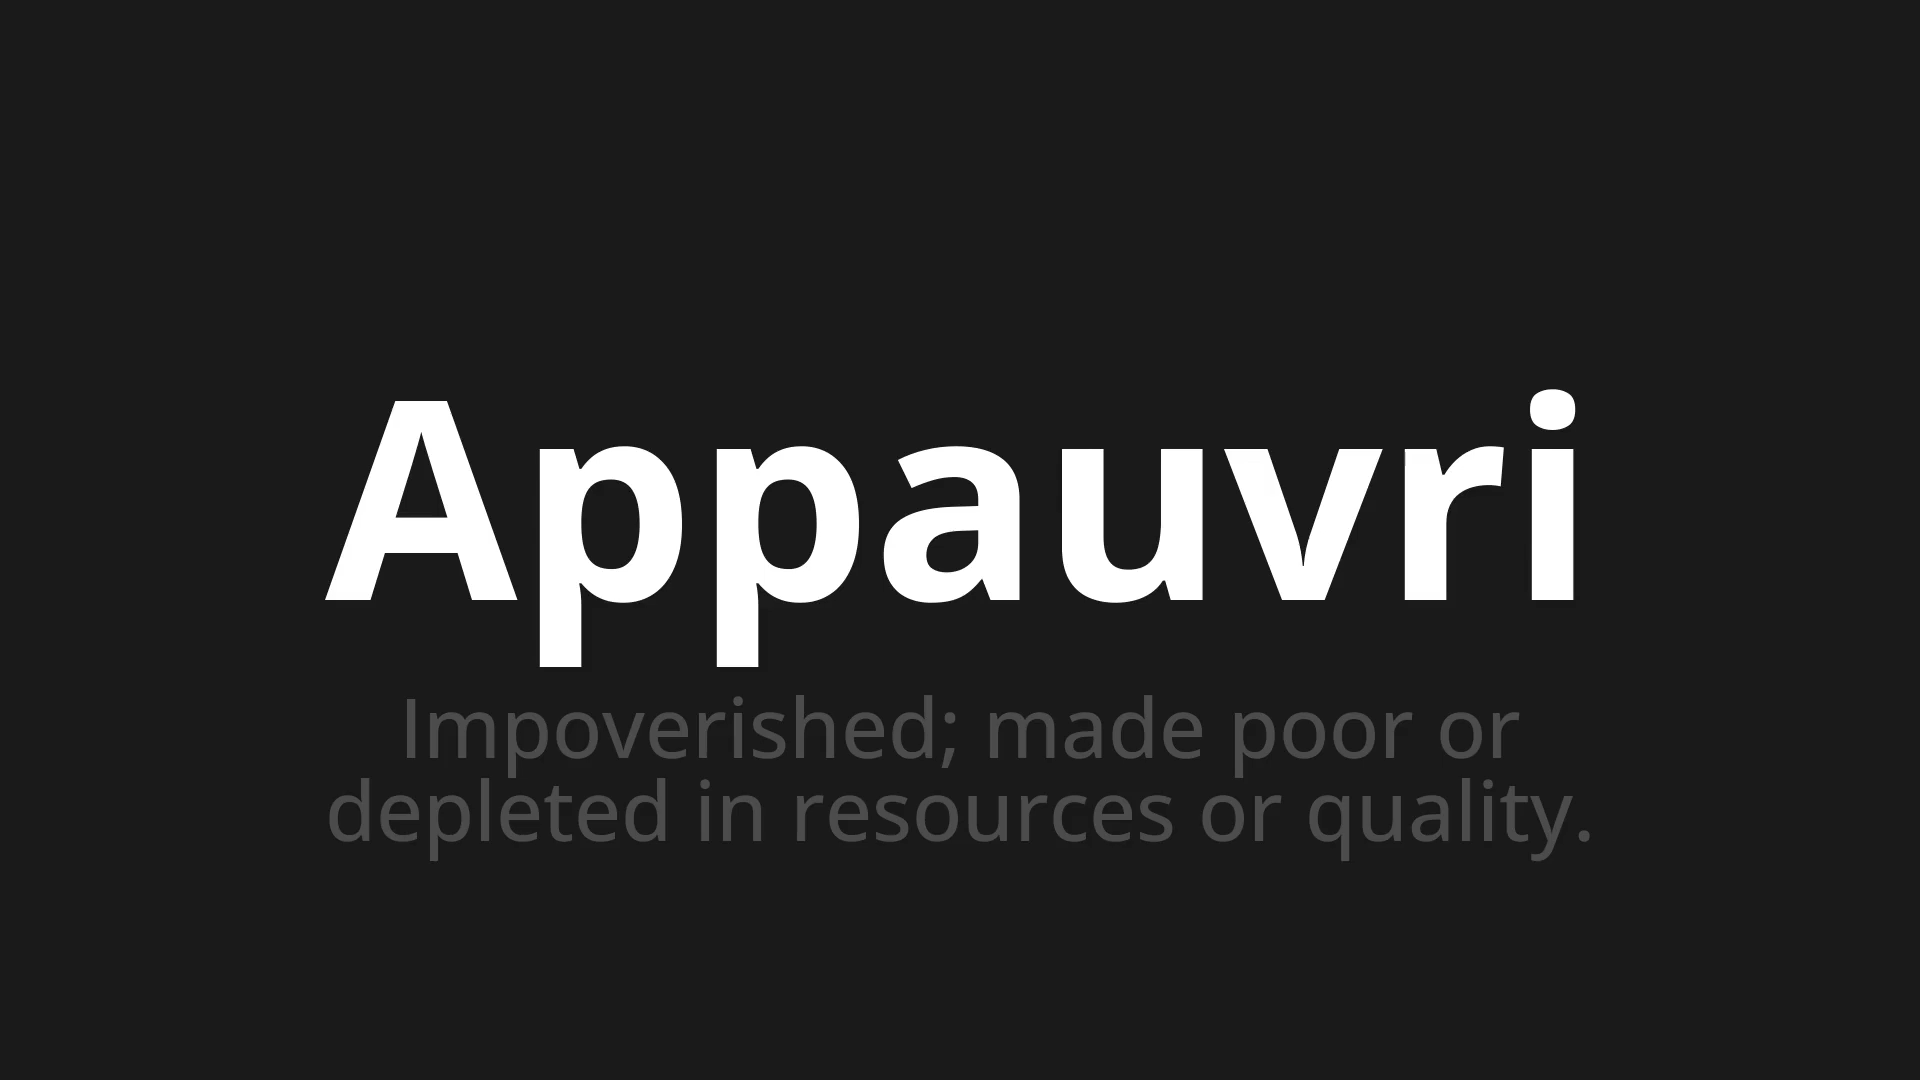 Appauvri
Impoverished; made poor or
depleted in resources or quality.